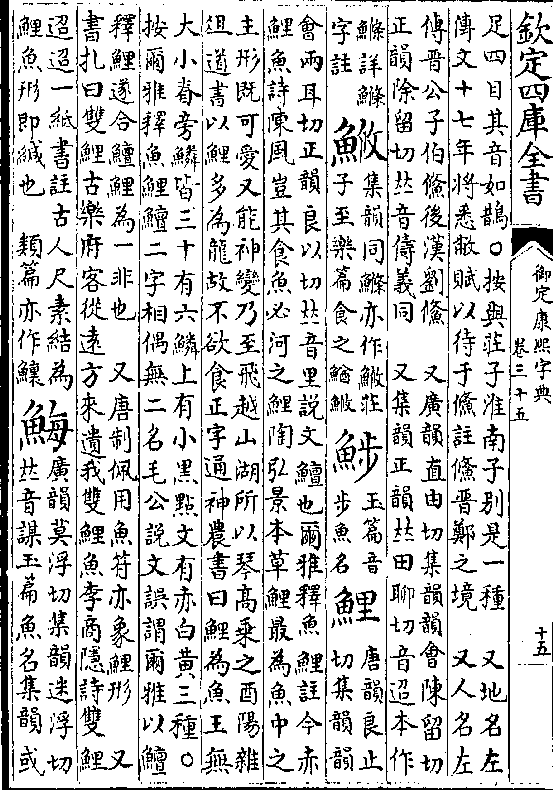 欽定四庫全書
御定康熙字典
卷三十五
十五
足四目其音如鵲○按與莊子淮南子別是一種　又地名左
傳文十七年將悉敝賦以待于鯈註鯈晉鄭之境　又人名左
傳晉公子伯鯈後漢劉鯈　又廣韻直由切集韻韻會陳留切
正韻除留切𠀤音儔義同　又集韻正韻𠀤田聊切音迢本作
鰷詳鰷
字註
䱔
集韻同鰷亦作䱔莊
子至樂篇食之鰌䱔
䱝
玉篇音
步魚名
鯉
唐韻良止
切集韻韻
會兩耳切正韻良以切𠀤音里說文鱣也爾雅釋魚鯉註今赤
鯉魚詩陳風豈其食魚必河之鯉陶弘景本草鯉最為魚中之
主形既可愛又能神變乃至飛越山湖所以琴高乘之酉陽雜
俎道書以鯉多為龍故不欲食正字通神農書曰鯉為魚王無
大小脊旁鱗皆三十有六鱗上有小黑點文有赤白黃三種○
按爾雅釋魚鯉鱣二字相偶無二名毛公說文誤謂爾雅以鱣
釋鯉遂合鱣鯉為一非也　又唐制佩用魚符亦象鯉形　又
書扎曰雙鯉古樂府客從遠方來遺我雙鯉魚李商隱詩雙鯉
迢迢一紙書註古人尺素結為
鯉魚形即緘也　類篇亦作鱺
䱕
廣韻莫浮切集韻迷浮切
𠀤音謀玉篇魚名集韻或